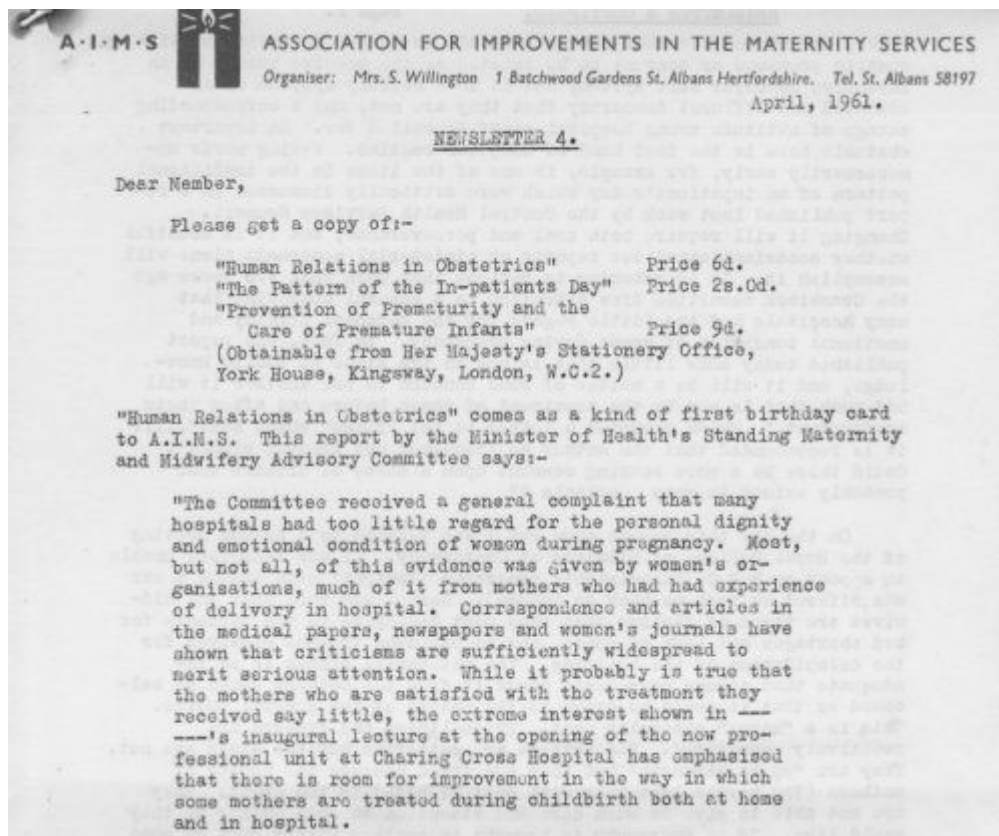 A·I·M·S ASSOCIATION FOR IMPROVEMENTS IN THE MATERNITY SERVICES
Organiser: Mrs. S. Willington 1 Batchwood Gardens St. Albans Hertfordshire. Tel. St. Albans 58197
April, 1961.
NEWSLETTER 4.
Dear Member,
Please get a copy of:-
"Human Relations in Obstetrics" Price 6d.
"The Pattern of the In-patients Day" Price 2s.0d.
"Prevention of Prematurity and the
Care of Premature Infants" Price 9d.
(Obtainable from Her Majesty's Stationery Office,
York House, Kingsway, London, W.C.2.)
"Human Relations in Obstetrics" comes as a kind of first birthday card
to A.I.M.S. This report by the Minister of Health's Standing Maternity
and Midwifery Advisory Committee says:-
"The Committee received a general complaint that many
hospitals had too little regard for the personal dignity
and emotional condition of women during pregnancy. Most,
but not all, of this evidence was given by women's or-
ganisations, much of it from mothers who had had experience
of delivery in hospital. Correspondence and articles in
the medical papers, newspapers and women's journals have
shown that criticisms are sufficiently widespread to
merit serious attention. While it probably is true that
the mothers who are satisfied with the treatment they
received say little, the extreme interest shown in ---
---'s inaugural lecture at the opening of the new pro-
fessional unit at Charing Cross Hospital has emphasised
that there is room for improvement in the way in which
some mothers are treated during childbirth both at home
and in hospital.